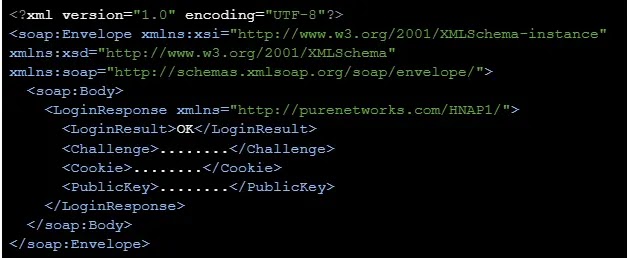 <?xml version="1.0" encoding="UTF-8"?>
<soap:Envelope xmlns:xsi="http://www.w3.org/2001/XMLSchema-instance"
xmlns:xsd="http://www.w3.org/2001/XMLSchema"
xmlns:soap="http://schemas.xmlsoap.org/soap/envelope/">
  <soap:Body>
    <LoginResponse xmlns="http://purenetworks.com/HNAP1/">
      <LoginResult>OK</LoginResult>
      <Challenge>........</Challenge>
      <Cookie>........</Cookie>
      <PublicKey>........</PublicKey>
    </LoginResponse>
  </soap:Body>
</soap:Envelope>